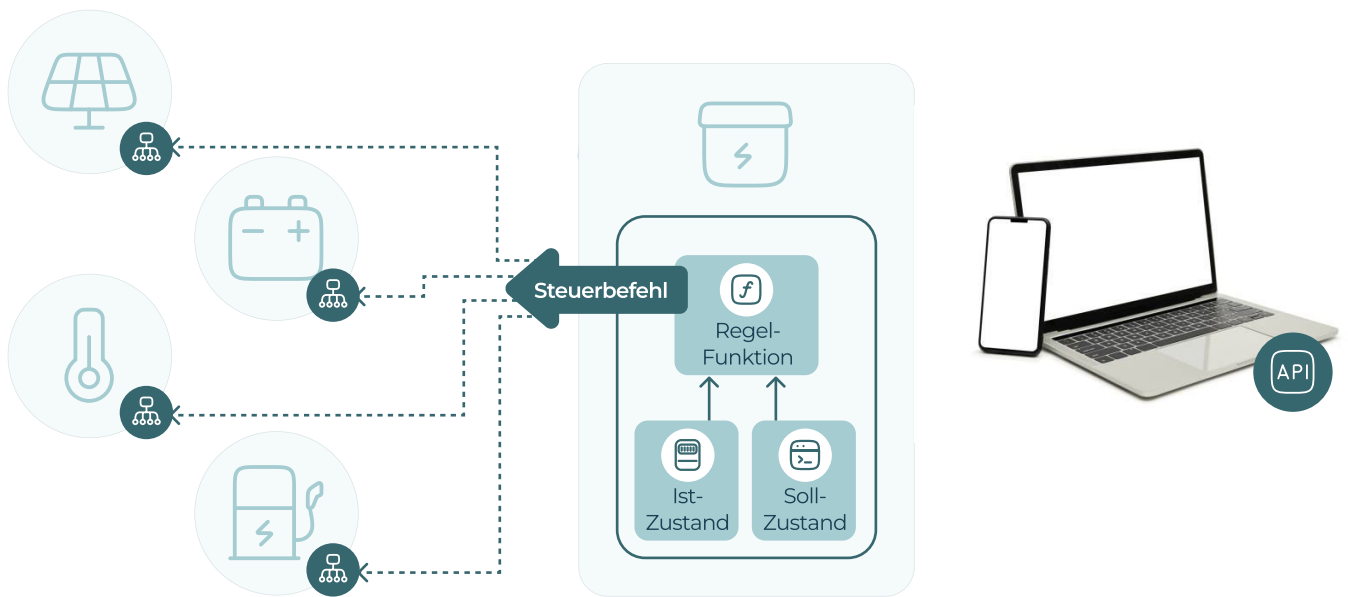 Steuerbefehl
Regel-
Funktion
Ist-
Zustand
Soll-
Zustand
API